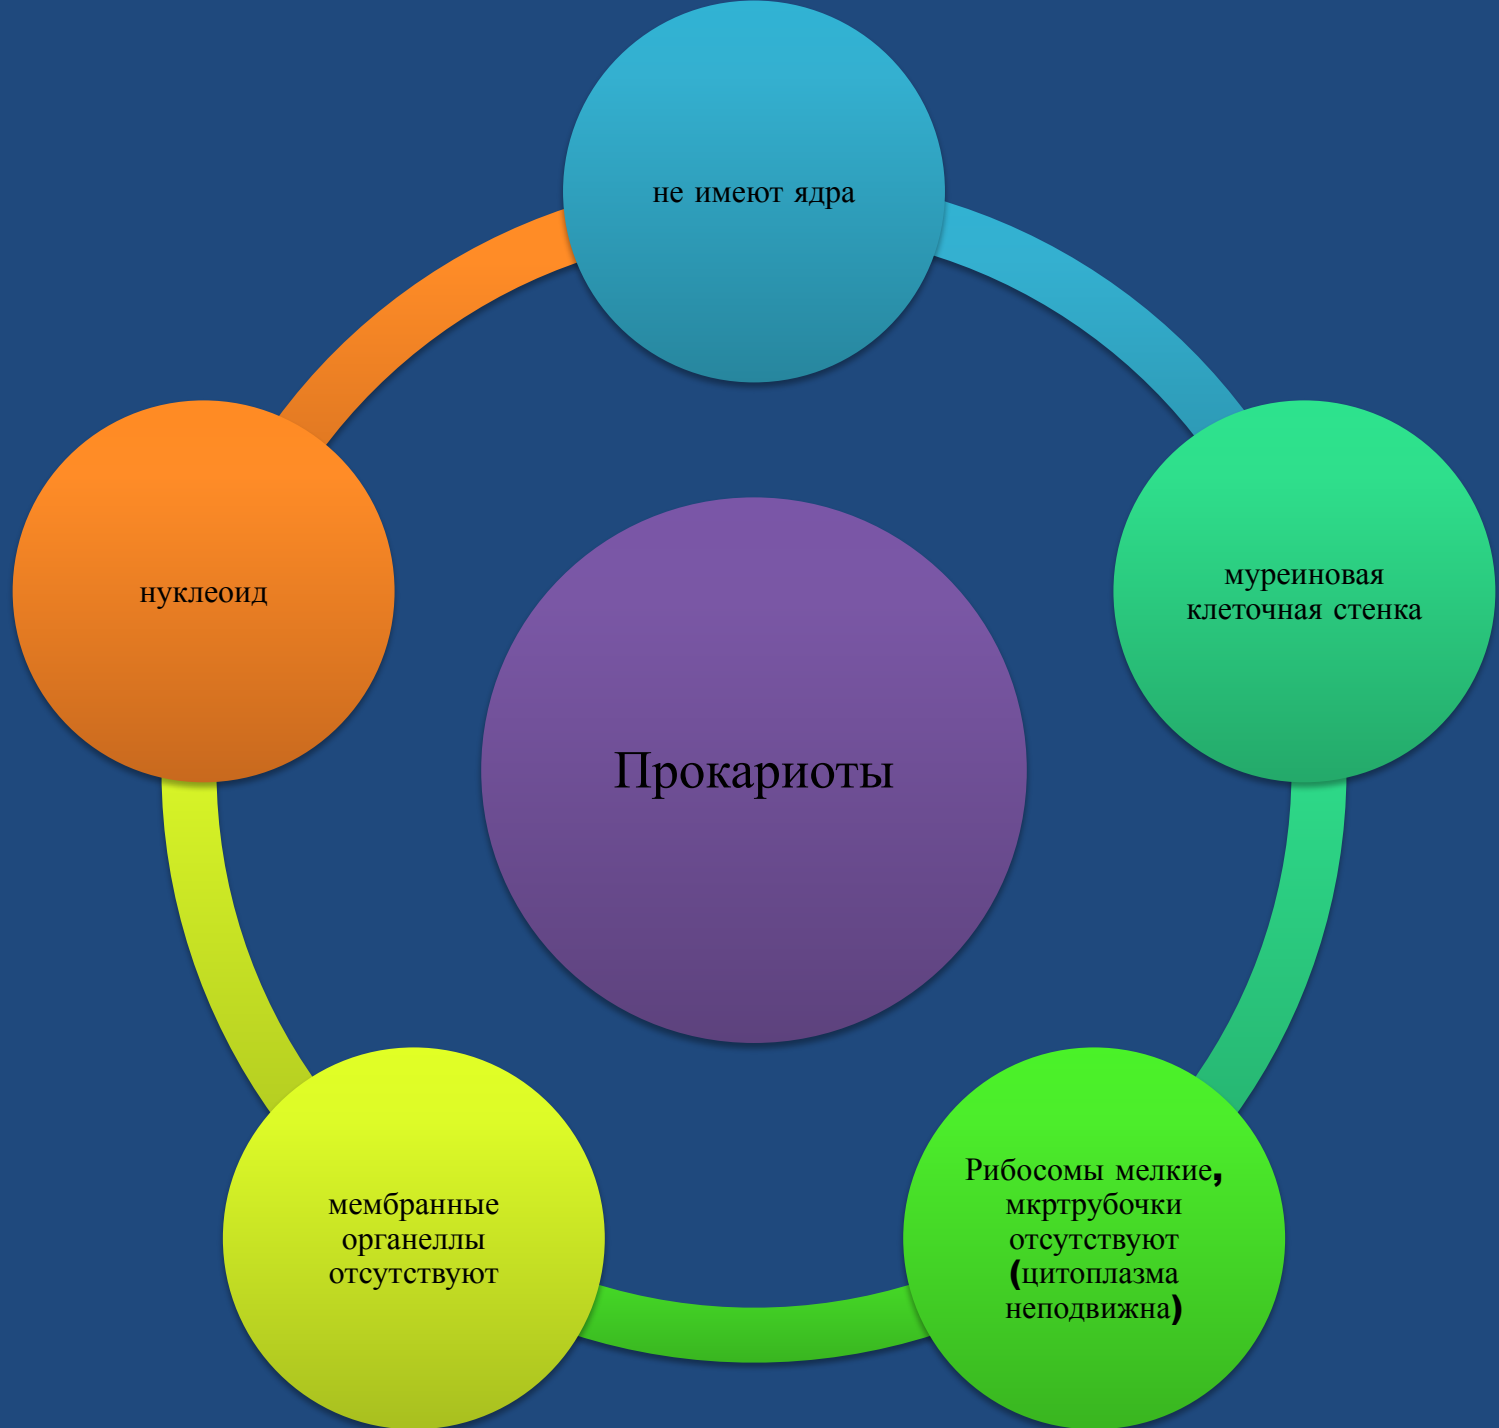 не имеют ядра
муреиновая
клеточная стенка
Рибосомы мелкие,
мкртрубочки
отсутствуют
(цитоплазма
неподвижна)
мембранные
органеллы
отсутствуют
нуклеоид
Прокариоты